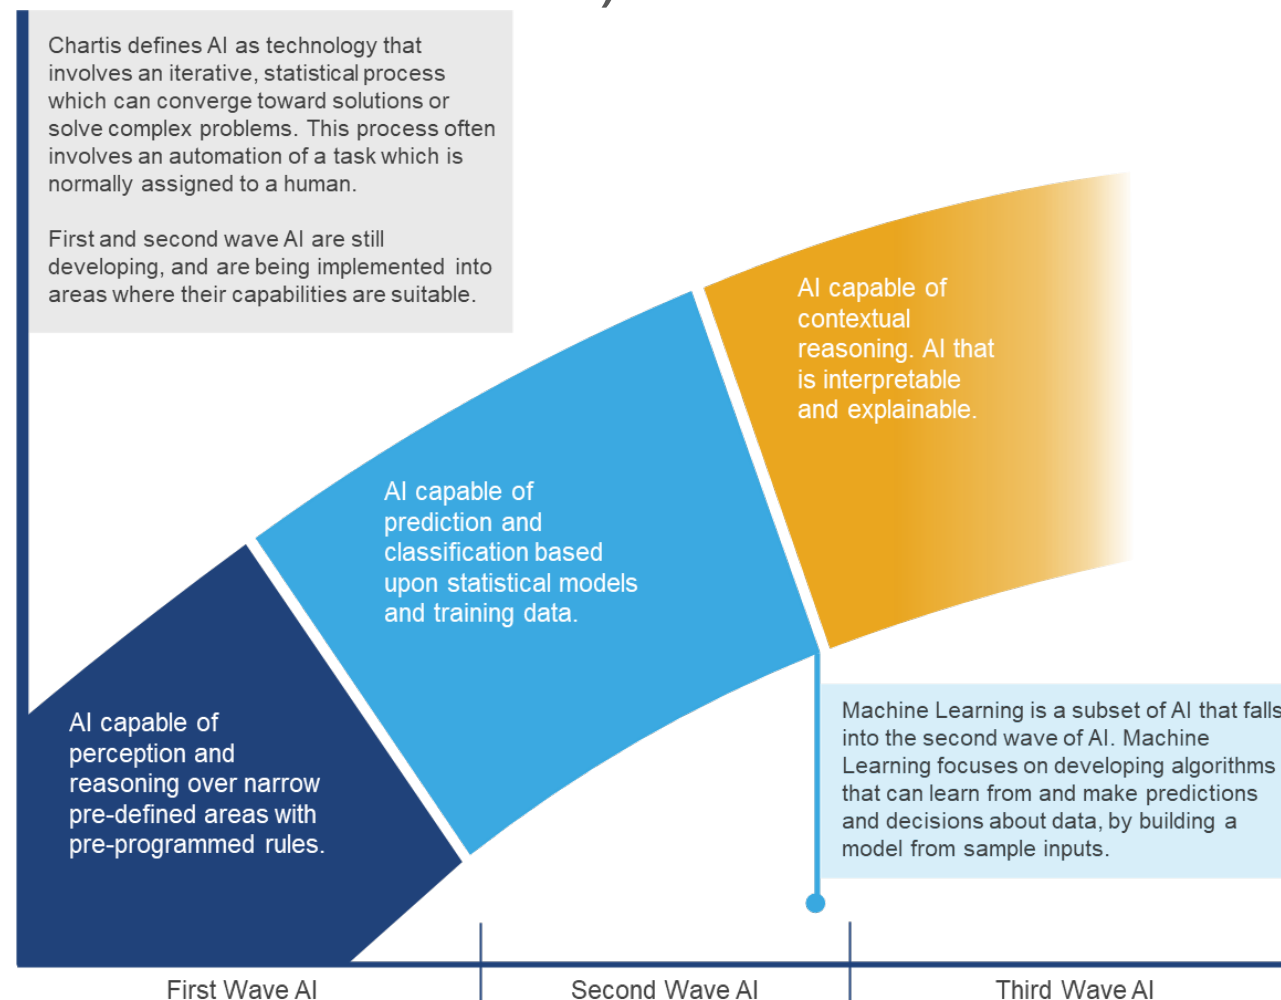 Chartis defines AI as technology that
involves an iterative, statistical process
which can converge toward solutions or
solve complex problems. This process often
involves an automation of a task which is
normally assigned to a human.
First and second wave AI are still
developing, and are being implemented into
areas where their capabilities are suitable.
AI capable of
contextual
reasoning. AI that
is interpretable
and explainable.
AI capable of
prediction and
classification based
upon statistical models
and training data.
AI capable of
perception and
reasoning over narrow
pre-defined areas with
pre-programmed rules.
Machine Learning is a subset of AI that falls
into the second wave of AI. Machine
Learning focuses on developing algorithms
that can learn from and make predictions
and decisions about data, by building a
model from sample inputs.
First Wave AI
Second Wave AI
Third Wave AI